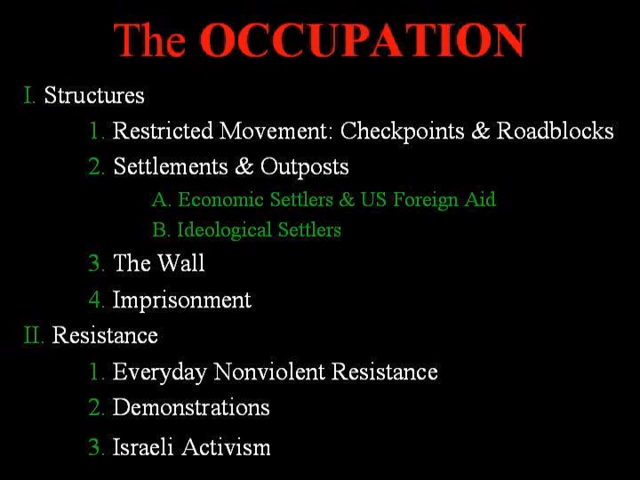 The OCCUPATION
I. Structures
1. Restricted Movement: Checkpoints & Roadblocks
2. Settlements & Outposts
A. Economic Settlers & US Foreign Aid
B. Ideological Settlers
3. The Wall
4. Imprisonment
II. Resistance
1. Everyday Nonviolent Resistance
2. Demonstrations
3. Israeli Activism